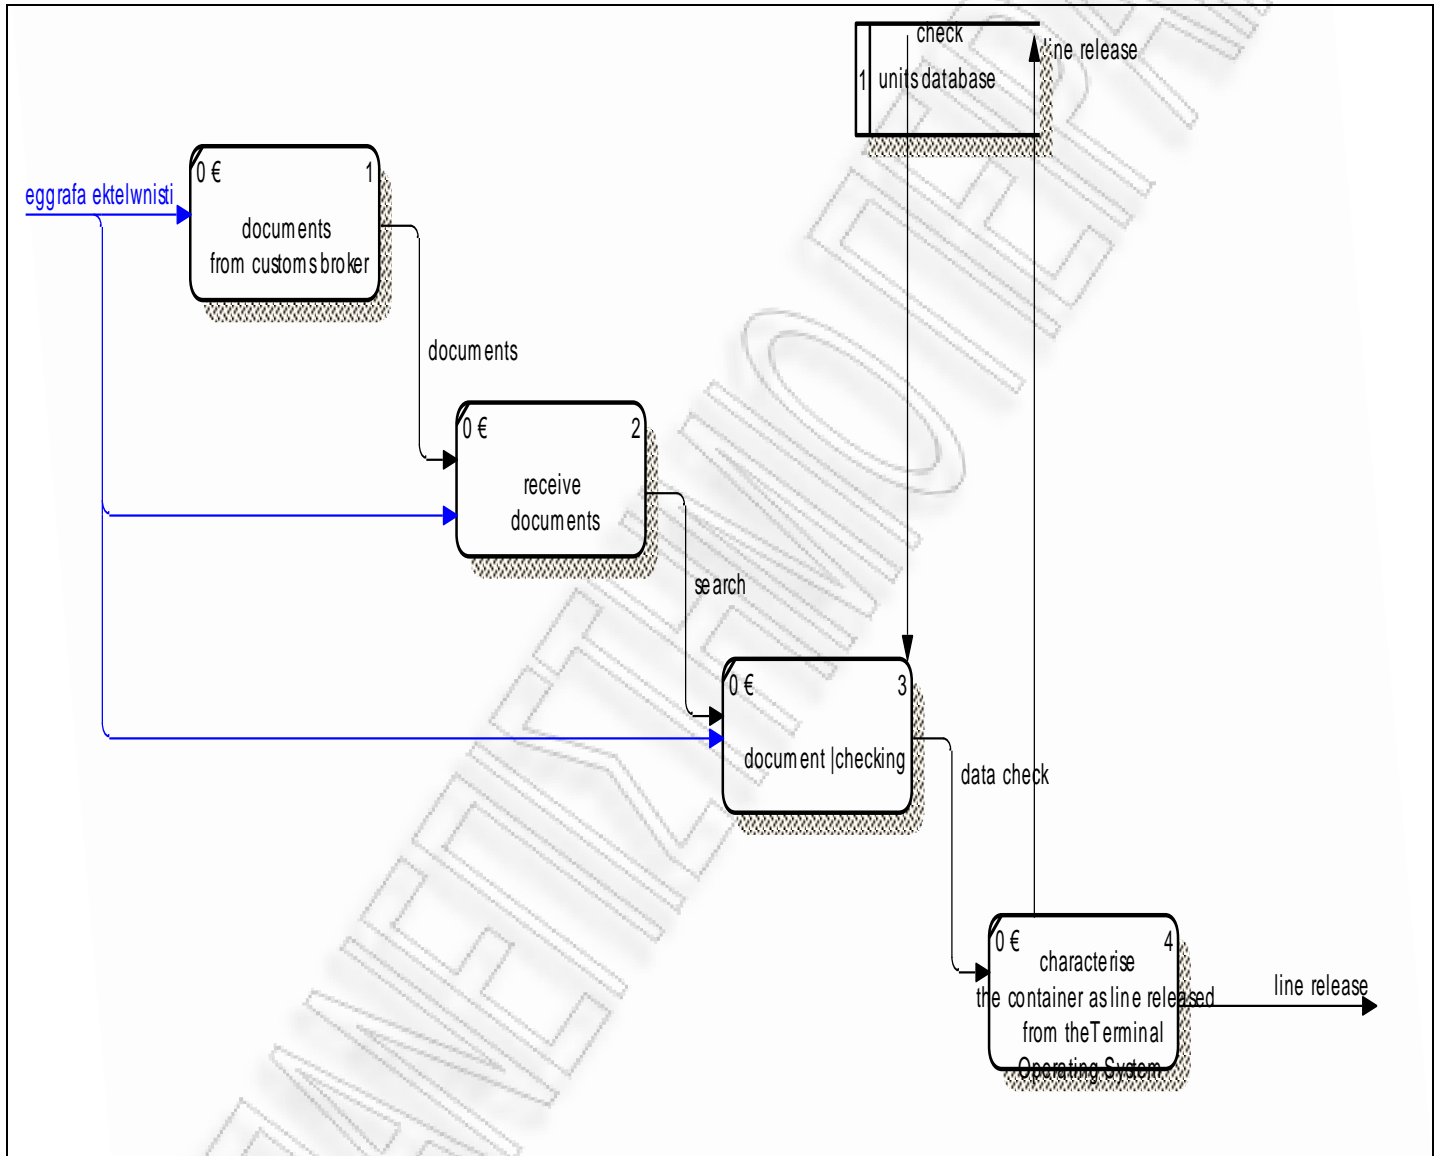 check
line release
1 units database
0 € 1
eggrafa ektelwnisti
documents
from customs broker
documents
0 € 2
receive
documents
search
0 € 3
document |checking
data check
0 € 4
characterise
the container as line released
from the Terminal
Operating System
line release
ΠΑΝΕΠΙΣΤΗΜΙΟ ΠΕΙΡΑ